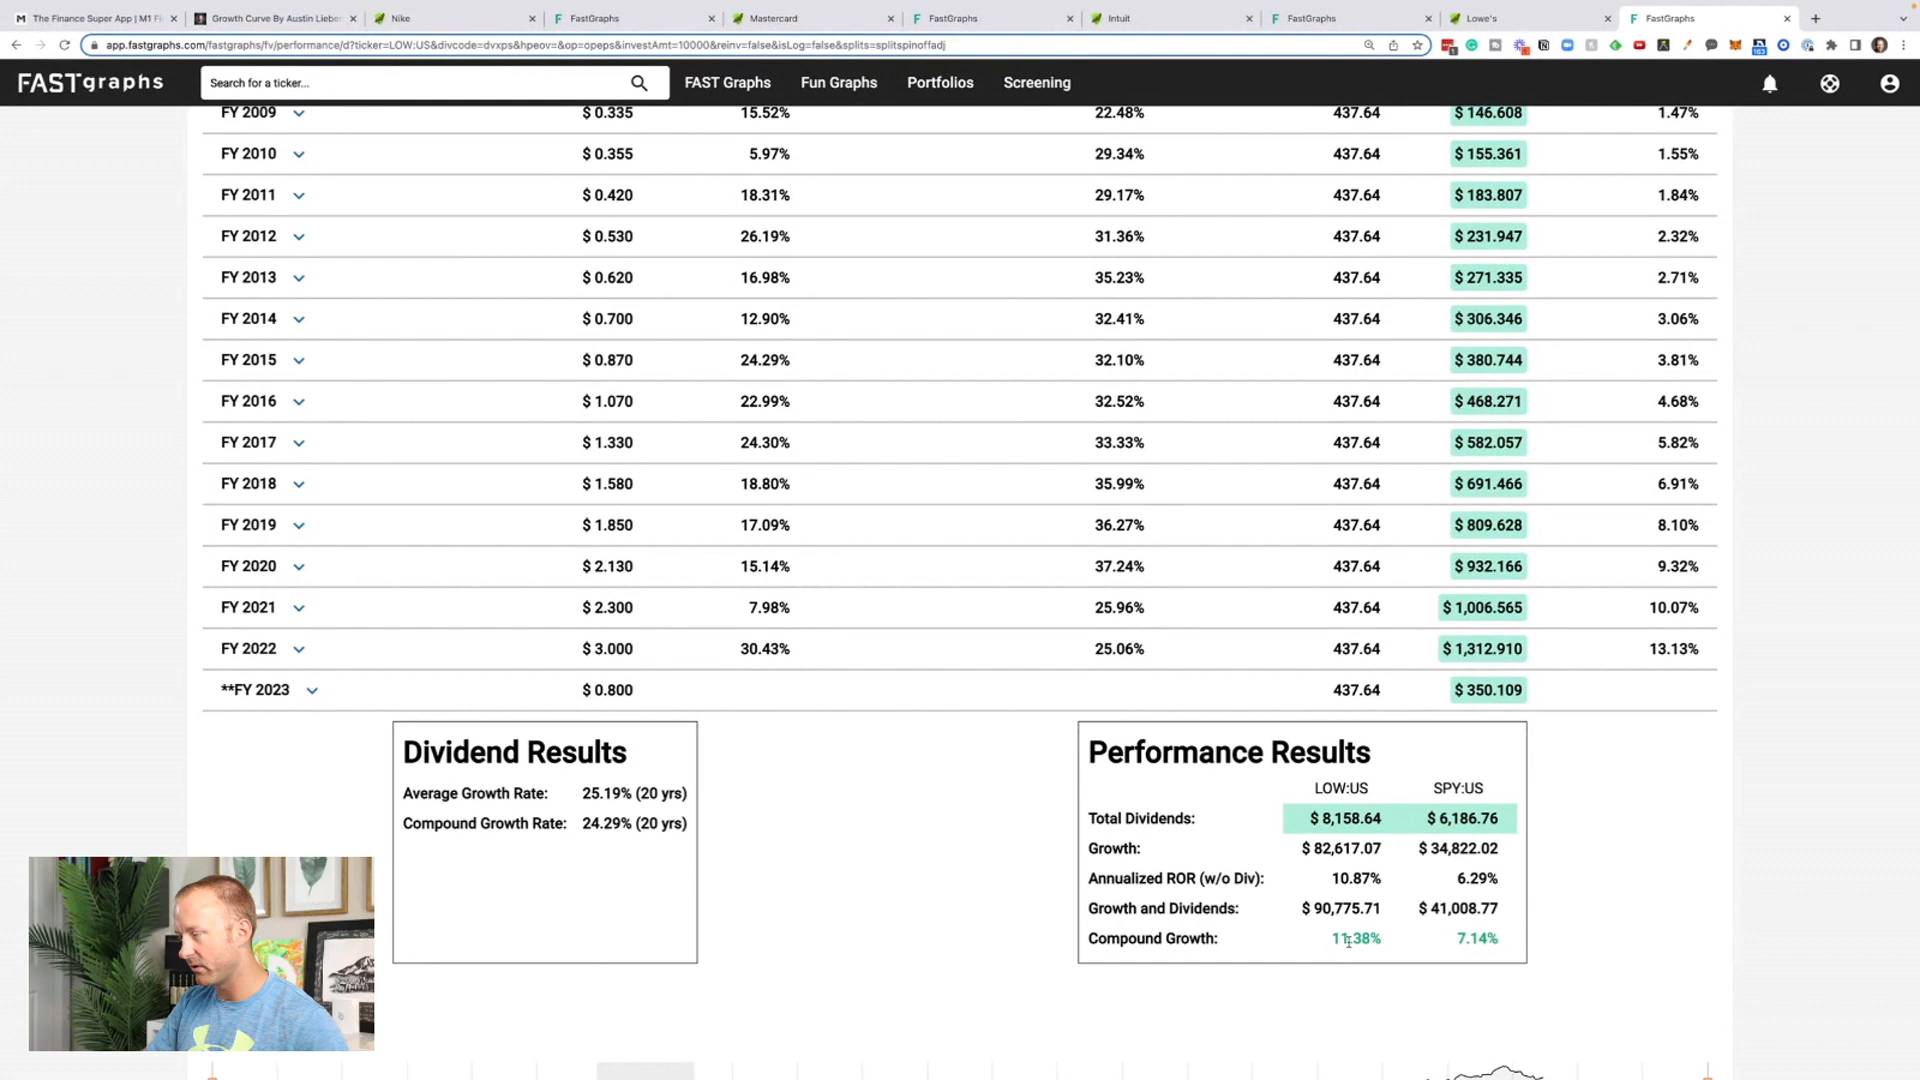 The Finance Super App | M1 Fi
Growth Curve By Austin Lieber
Nike
FastGraphs
Mastercard
FastGraphs
Intuit
FastGraphs
Lowe's
FastGraphs
app.fastgraphs.com/fastgraphs/fv/performance/d?ticker=LOW:US&divcode=dvxps&hpeov=&op=opeps&investAmt=10000&reinv=false&isLog=false&splits=splitspinoffadj
FASTgraphs
Search for a ticker...
FAST Graphs
Fun Graphs
Portfolios
Screening
FY 2009 $ 0.335 15.52% 22.48% 437.64 $ 146.608 1.47%
FY 2010 $ 0.355 5.97% 29.34% 437.64 $ 155.361 1.55%
FY 2011 $ 0.420 18.31% 29.17% 437.64 $ 183.807 1.84%
FY 2012 $ 0.530 26.19% 31.36% 437.64 $ 231.947 2.32%
FY 2013 $ 0.620 16.98% 35.23% 437.64 $ 271.335 2.71%
FY 2014 $ 0.700 12.90% 32.41% 437.64 $ 306.346 3.06%
FY 2015 $ 0.870 24.29% 32.10% 437.64 $ 380.744 3.81%
FY 2016 $ 1.070 22.99% 32.52% 437.64 $ 468.271 4.68%
FY 2017 $ 1.330 24.30% 33.33% 437.64 $ 582.057 5.82%
FY 2018 $ 1.580 18.80% 35.99% 437.64 $ 691.466 6.91%
FY 2019 $ 1.850 17.09% 36.27% 437.64 $ 809.628 8.10%
FY 2020 $ 2.130 15.14% 37.24% 437.64 $ 932.166 9.32%
FY 2021 $ 2.300 7.98% 25.96% 437.64 $ 1,006.565 10.07%
FY 2022 $ 3.000 30.43% 25.06% 437.64 $ 1,312.910 13.13%
**FY 2023 $ 0.800 437.64 $ 350.109
Dividend Results
Average Growth Rate: 25.19% (20 yrs)
Compound Growth Rate: 24.29% (20 yrs)
Performance Results
LOW:US SPY:US
Total Dividends: $ 8,158.64 $ 6,186.76
Growth: $ 82,617.07 $ 34,822.02
Annualized ROR (w/o Div): 10.87% 6.29%
Growth and Dividends: $ 90,775.71 $ 41,008.77
Compound Growth: 11.38% 7.14%